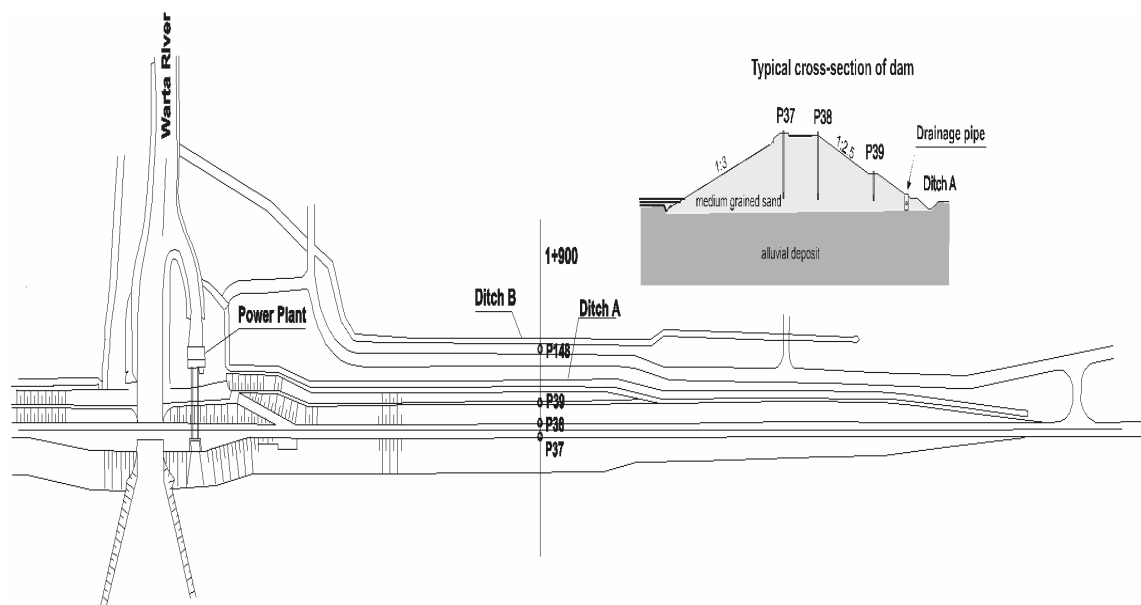 Warta River
Typical cross-section of dam
P37
P38
P39
1:3
1:2.5
Drainage pipe
Ditch A
medium grained sand
alluvial deposit
1+900
Ditch B
Ditch A
Power Plant
P148
P39
P38
P37